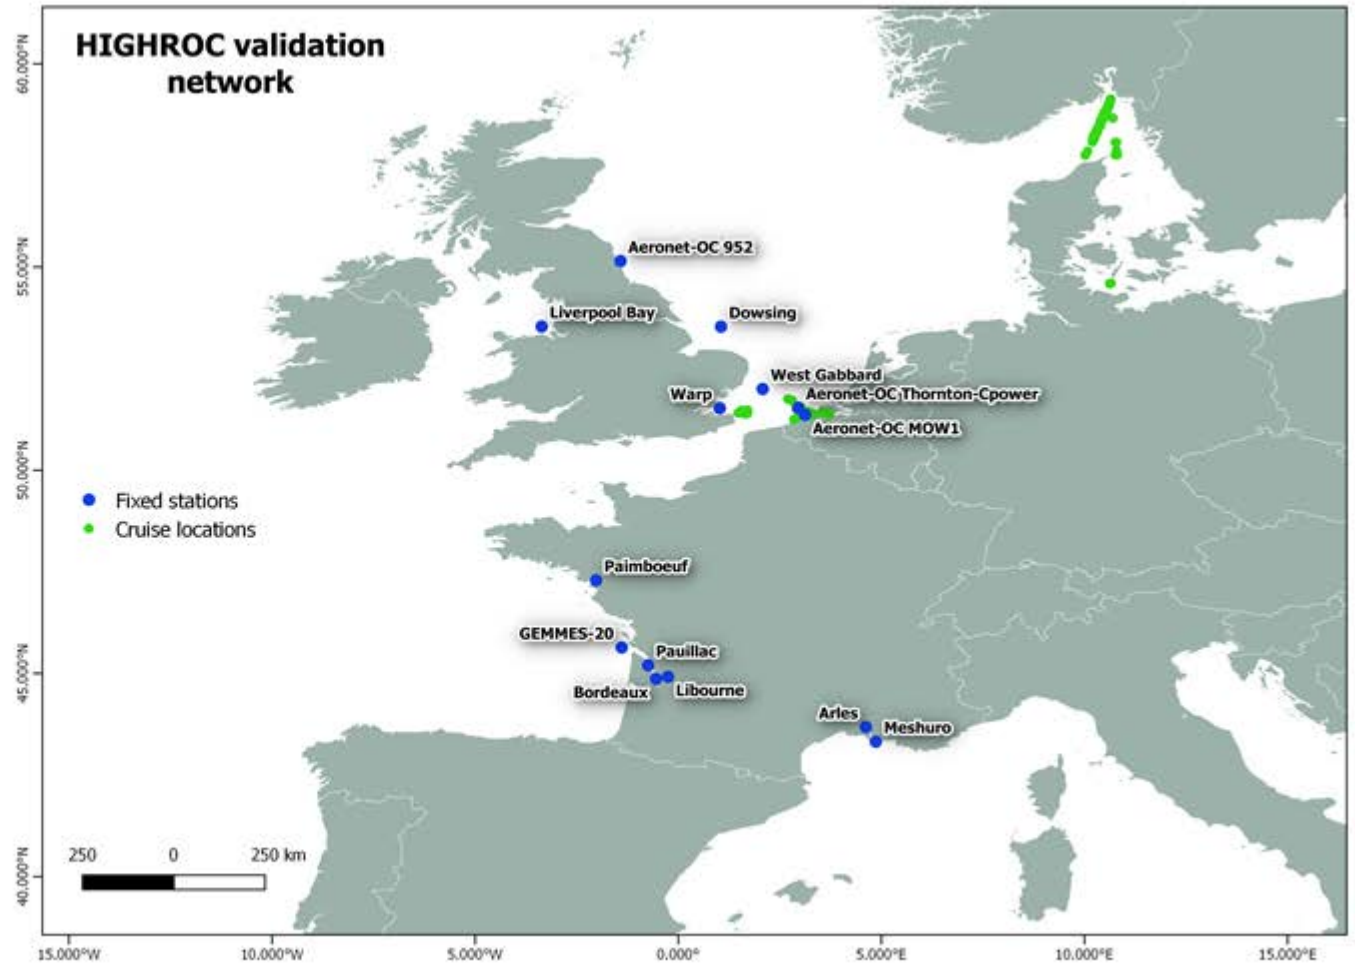 HIGHROC validation
network
60.000°N
55.000°N
50.000°N
45.000°N
40.000°N
Aeronet-OC 952
Liverpool Bay
Dowsing
West Gabbard
Warp
Aeronet-OC Thornton-Cpower
Aeronet-OC MOW1
Fixed stations
Cruise locations
Paimboeuf
GEMMES-20
Pauillac
Bordeaux
Libourne
Arles
Meshuro
250 0 250 km
15.000°W 10.000°W 5.000°W 0.000° 5.000°E 10.000°E 15.000°E